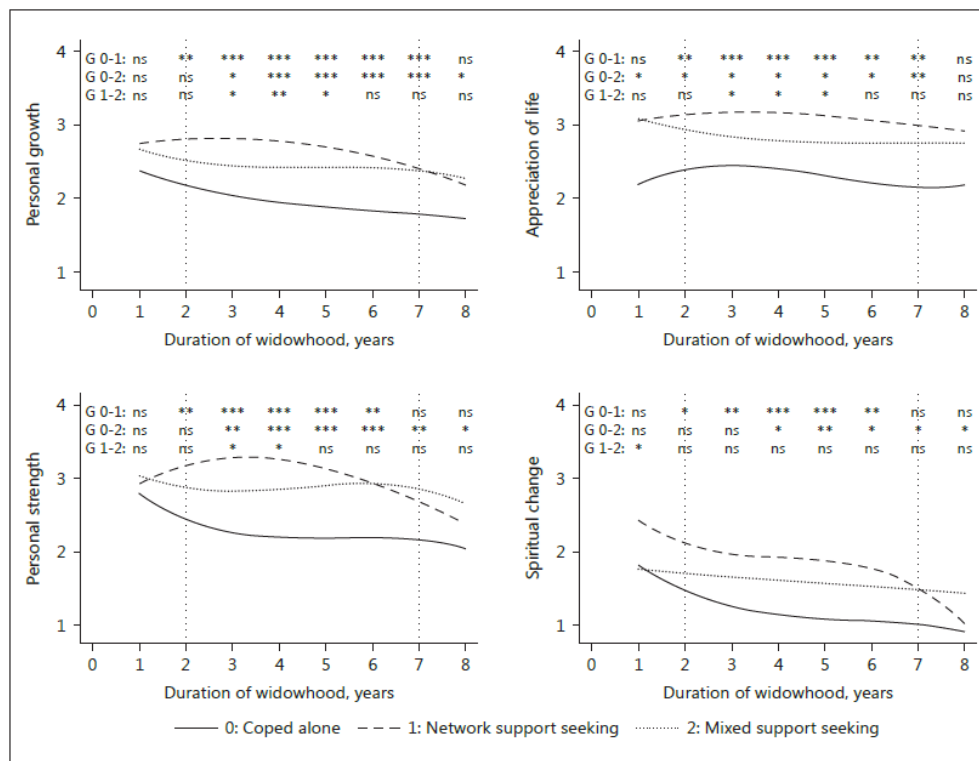 4
G 0-1: ns ** *** *** *** *** *** ns
G 0-2: ns ns * *** *** *** *** *
G 1-2: ns ns * ** * ns ns ns
3
2
1
Personal growth
0 1 2 3 4 5 6 7 8
Duration of widowhood, years
4
G 0-1: ns ** *** *** *** ** ** ns
G 0-2: * * * * * * ** ns
G 1-2: ns ns * * * ns ns ns
3
2
1
Appreciation of life
0 1 2 3 4 5 6 7 8
Duration of widowhood, years
4
G 0-1: ns ** *** *** *** ** ns ns
G 0-2: ns ns ** *** *** *** ** *
G 1-2: ns ns * * ns ns ns ns
3
2
1
Personal strength
0 1 2 3 4 5 6 7 8
Duration of widowhood, years
4
G 0-1: ns * ** *** *** ** ns ns
G 0-2: ns ns ns * ** * * *
G 1-2: * ns ns ns ns ns ns ns
3
2
1
Spiritual change
0 1 2 3 4 5 6 7 8
Duration of widowhood, years
0: Coped alone 1: Network support seeking 2: Mixed support seeking